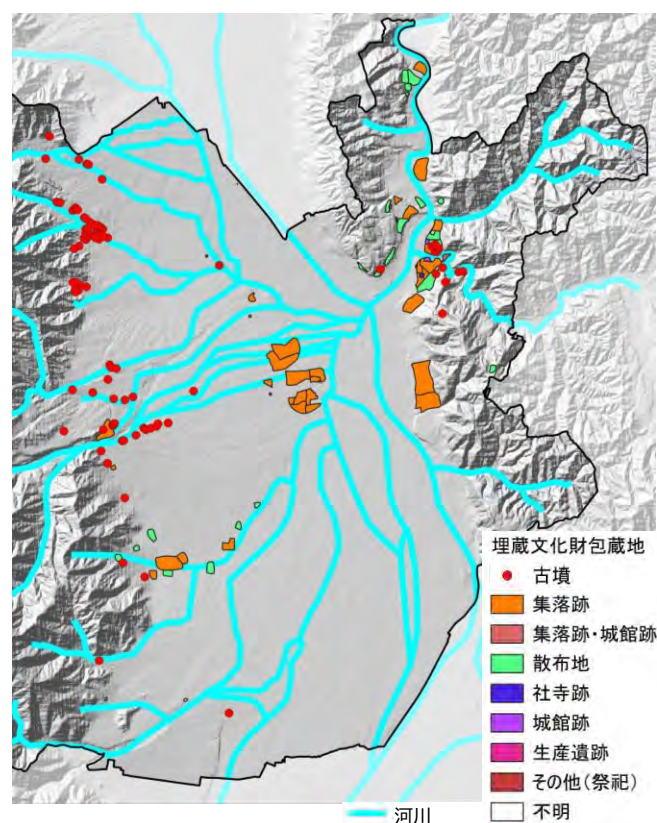 埋蔵文化財包蔵地
古墳
集落跡
集落跡・城館跡
散布地
社寺跡
城館跡
生産遺跡
その他(祭祀)
不明
河川